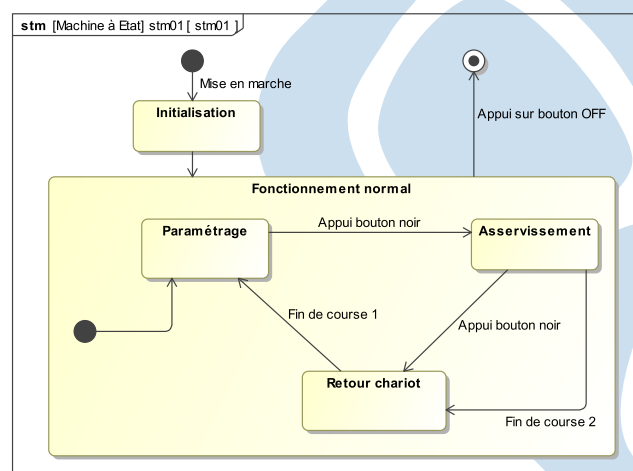 stm [Machine à Etat] stm01 [ stm01 ]
Mise en marche
Initialisation
Appui sur bouton OFF
Fonctionnement normal
Paramétrage
Appui bouton noir
Asservissement
Fin de course 1
Appui bouton noir
Retour chariot
Fin de course 2